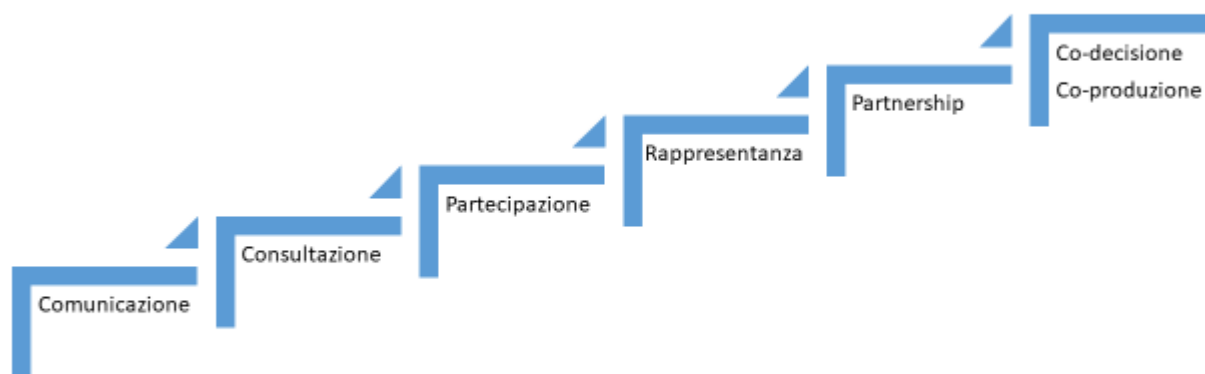 Comunicazione
Consultazione
Partecipazione
Rappresentanza
Partnership
Co-decisione
Co-produzione